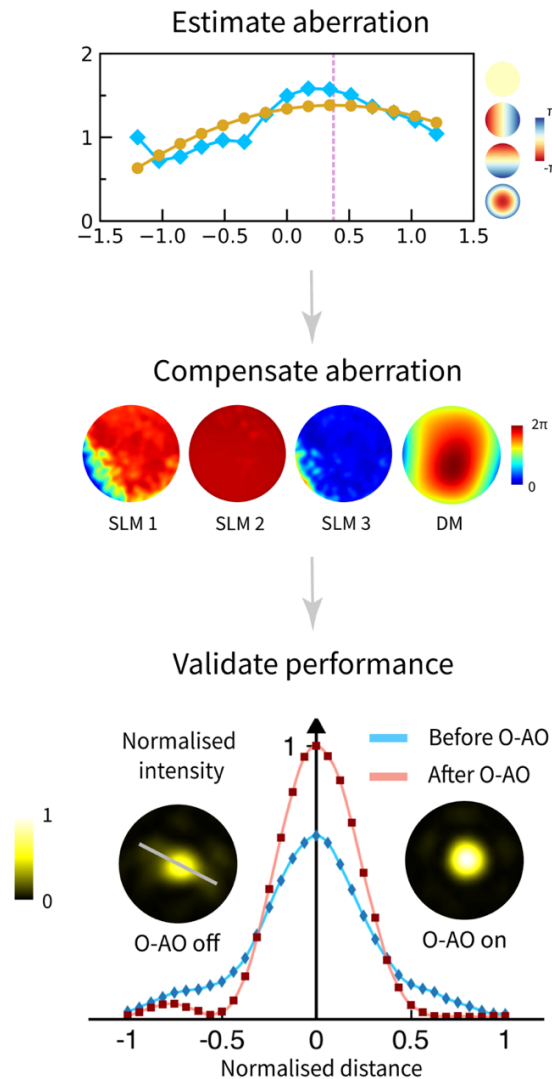 Estimate aberration
2
1
0
−1.5 −1.0 −0.5 0.0 0.5 1.0 1.5
π
-π
Compensate aberration
2π
0
SLM 1 SLM 2 SLM 3 DM
Validate performance
Normalised
intensity
1
Before O-AO
After O-AO
1
0
O-AO off
O-AO on
-1 -0.5 0 0.5 1
Normalised distance